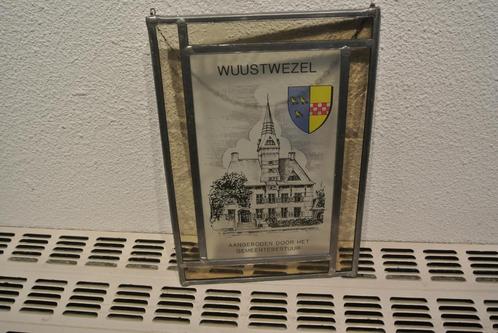 WUUSTWEZEL
AANGEBODEN DOOR HET
GEMEENTEBESTUUR